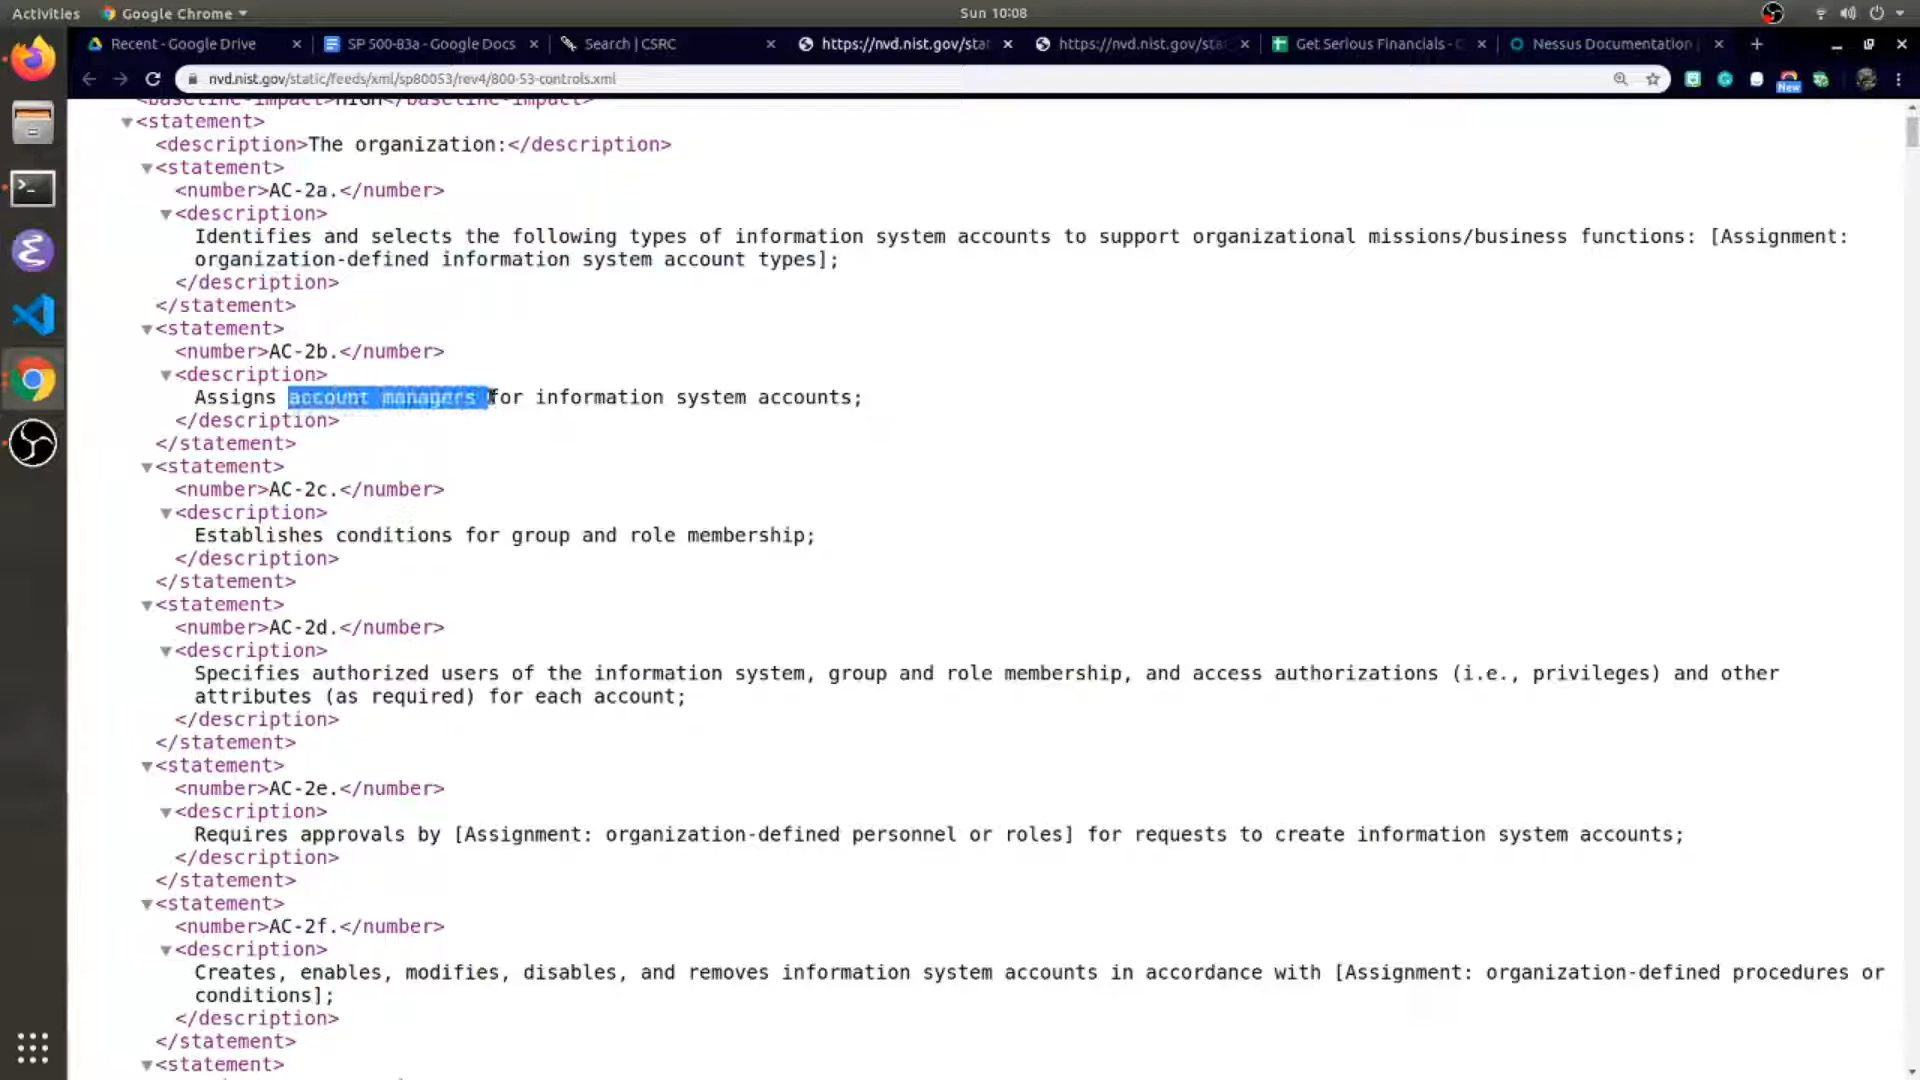 Activities
Google Chrome
Sun 10:08
Recent - Google Drive
SP 500-83a - Google Docs
Search | CSRC
https://nvd.nist.gov/stat
https://nvd.nist.gov/sta
Get Serious Financials -
Nessus Documentation
nvd.nist.gov/static/feeds/xml/sp80053/rev4/800-53-controls.xml
New
<baseline-impact>HIGH</baseline-impact>
<statement>
<description>The organization:</description>
<statement>
<number>AC-2a.</number>
<description>
Identifies and selects the following types of information system accounts to support organizational missions/business functions: [Assignment:
organization-defined information system account types];
</description>
</statement>
<statement>
<number>AC-2b.</number>
<description>
Assigns account managers for information system accounts;
</description>
</statement>
<statement>
<number>AC-2c.</number>
<description>
Establishes conditions for group and role membership;
</description>
</statement>
<statement>
<number>AC-2d.</number>
<description>
Specifies authorized users of the information system, group and role membership, and access authorizations (i.e., privileges) and other
attributes (as required) for each account;
</description>
</statement>
<statement>
<number>AC-2e.</number>
<description>
Requires approvals by [Assignment: organization-defined personnel or roles] for requests to create information system accounts;
</description>
</statement>
<statement>
<number>AC-2f.</number>
<description>
Creates, enables, modifies, disables, and removes information system accounts in accordance with [Assignment: organization-defined procedures or
conditions];
</description>
</statement>
<statement>